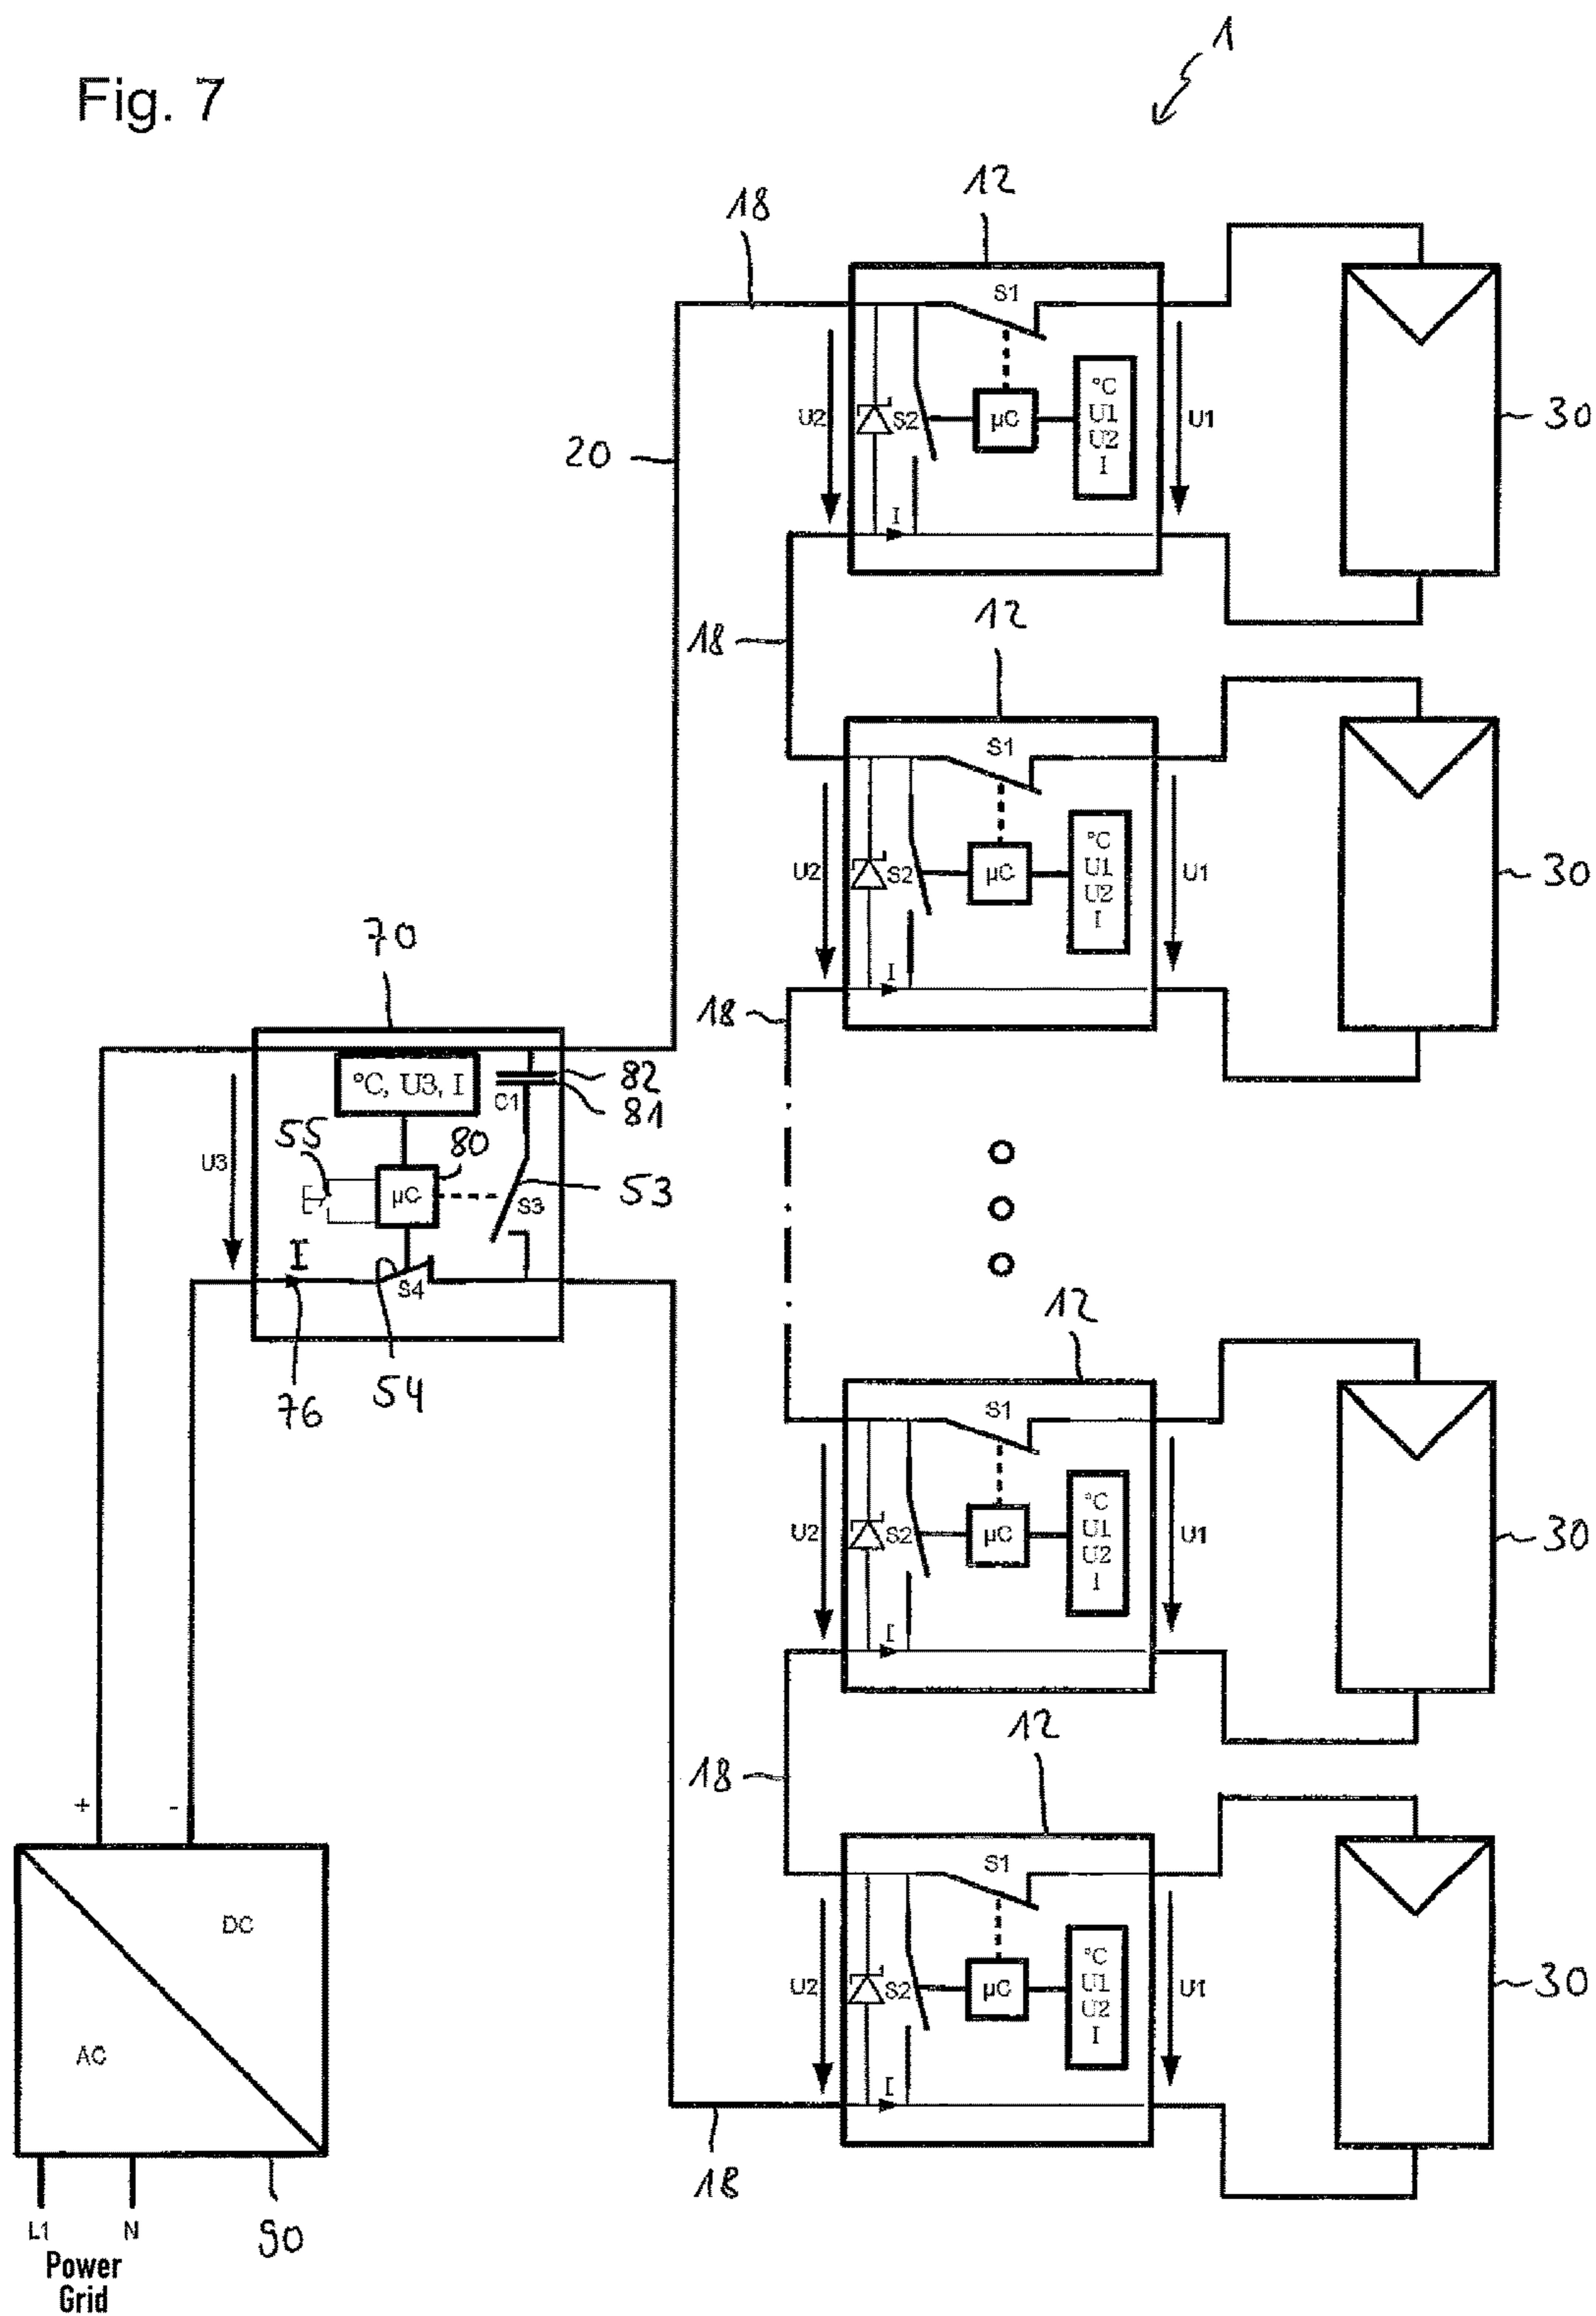 Fig. 7
1
12
18
S1
20
U2
S2
µC
°C
U1
U2
I
U1
30
I
18
12
S1
U2
S2
µC
°C
U1
U2
I
U1
30
I
18
70
°C, U3, I
C1
82
81
55
80
U3
µC
S3
53
I
S4
76
54
12
S1
U2
S2
µC
°C
U1
U2
I
U1
30
I
18
12
S1
U2
S2
µC
°C
U1
U2
I
U1
30
I
18
+ -
DC
AC
L1 N
90
Power
Grid